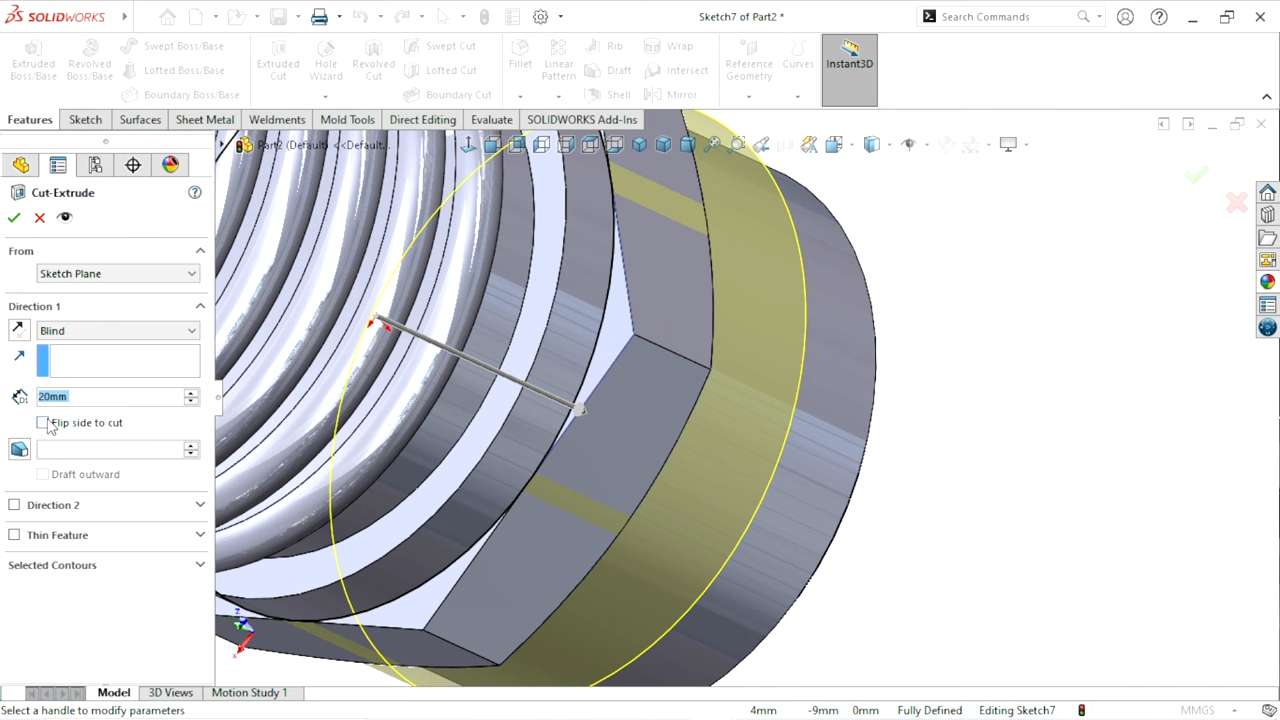 SOLIDWORKS
Sketch7 of Part2 *
Search Commands
Extruded Boss/Base
Revolved Boss/Base
Swept Boss/Base
Lofted Boss/Base
Boundary Boss/Base
Extruded Cut
Hole Wizard
Revolved Cut
Swept Cut
Lofted Cut
Boundary Cut
Fillet
Linear Pattern
Rib
Draft
Shell
Wrap
Intersect
Mirror
Reference Geometry
Curves
Instant3D
Features
Sketch
Surfaces
Sheet Metal
Weldments
Mold Tools
Direct Editing
Evaluate
SOLIDWORKS Add-Ins
Part2 (Default) <<Default...
Cut-Extrude
From
Sketch Plane
Direction 1
Blind
20mm
Flip side to cut
Draft outward
Direction 2
Thin Feature
Selected Contours
z
x
Model
3D Views
Motion Study 1
Select a handle to modify parameters
4mm
-9mm
0mm
Fully Defined
Editing Sketch7
MMGS